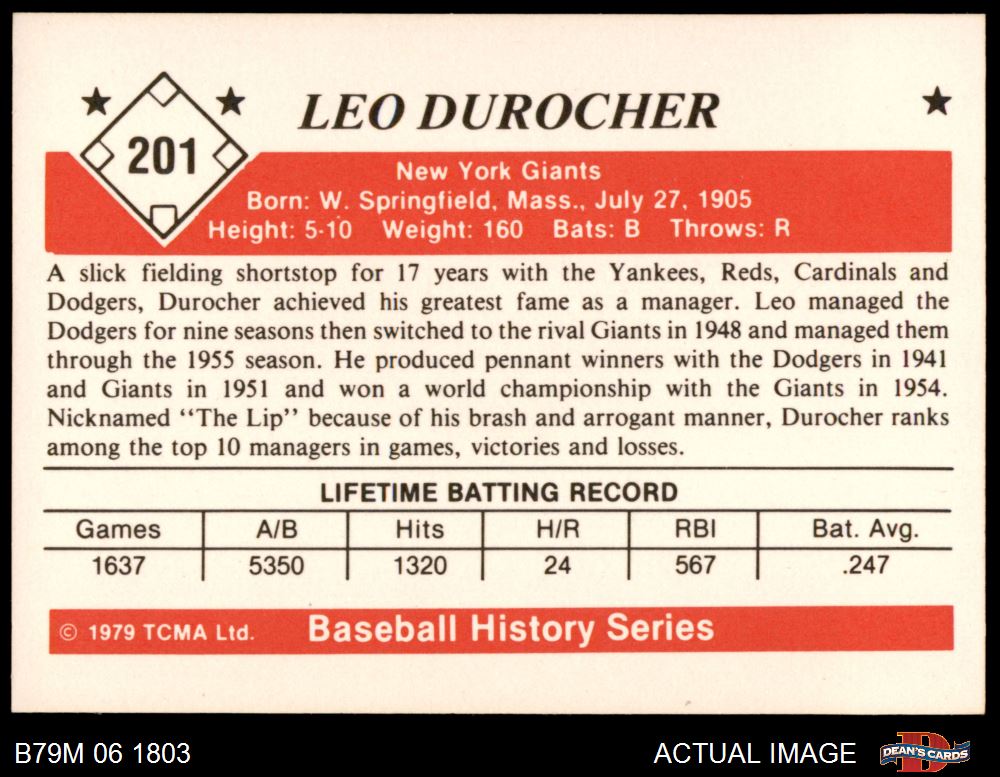 201
LEO DUROCHER
New York Giants
Born: W. Springfield, Mass., July 27, 1905
Height: 5-10 Weight: 160 Bats: B Throws: R
A slick fielding shortstop for 17 years with the Yankees, Reds, Cardinals and
Dodgers, Durocher achieved his greatest fame as a manager. Leo managed the
Dodgers for nine seasons then switched to the rival Giants in 1948 and managed them
through the 1955 season. He produced pennant winners with the Dodgers in 1941
and Giants in 1951 and won a world championship with the Giants in 1954.
Nicknamed “The Lip” because of his brash and arrogant manner, Durocher ranks
among the top 10 managers in games, victories and losses.
LIFETIME BATTING RECORD
Games A/B Hits H/R RBI Bat. Avg.
1637 5350 1320 24 567 .247
© 1979 TCMA Ltd. Baseball History Series
B79M 06 1803 ACTUAL IMAGE DEAN'S CARDS